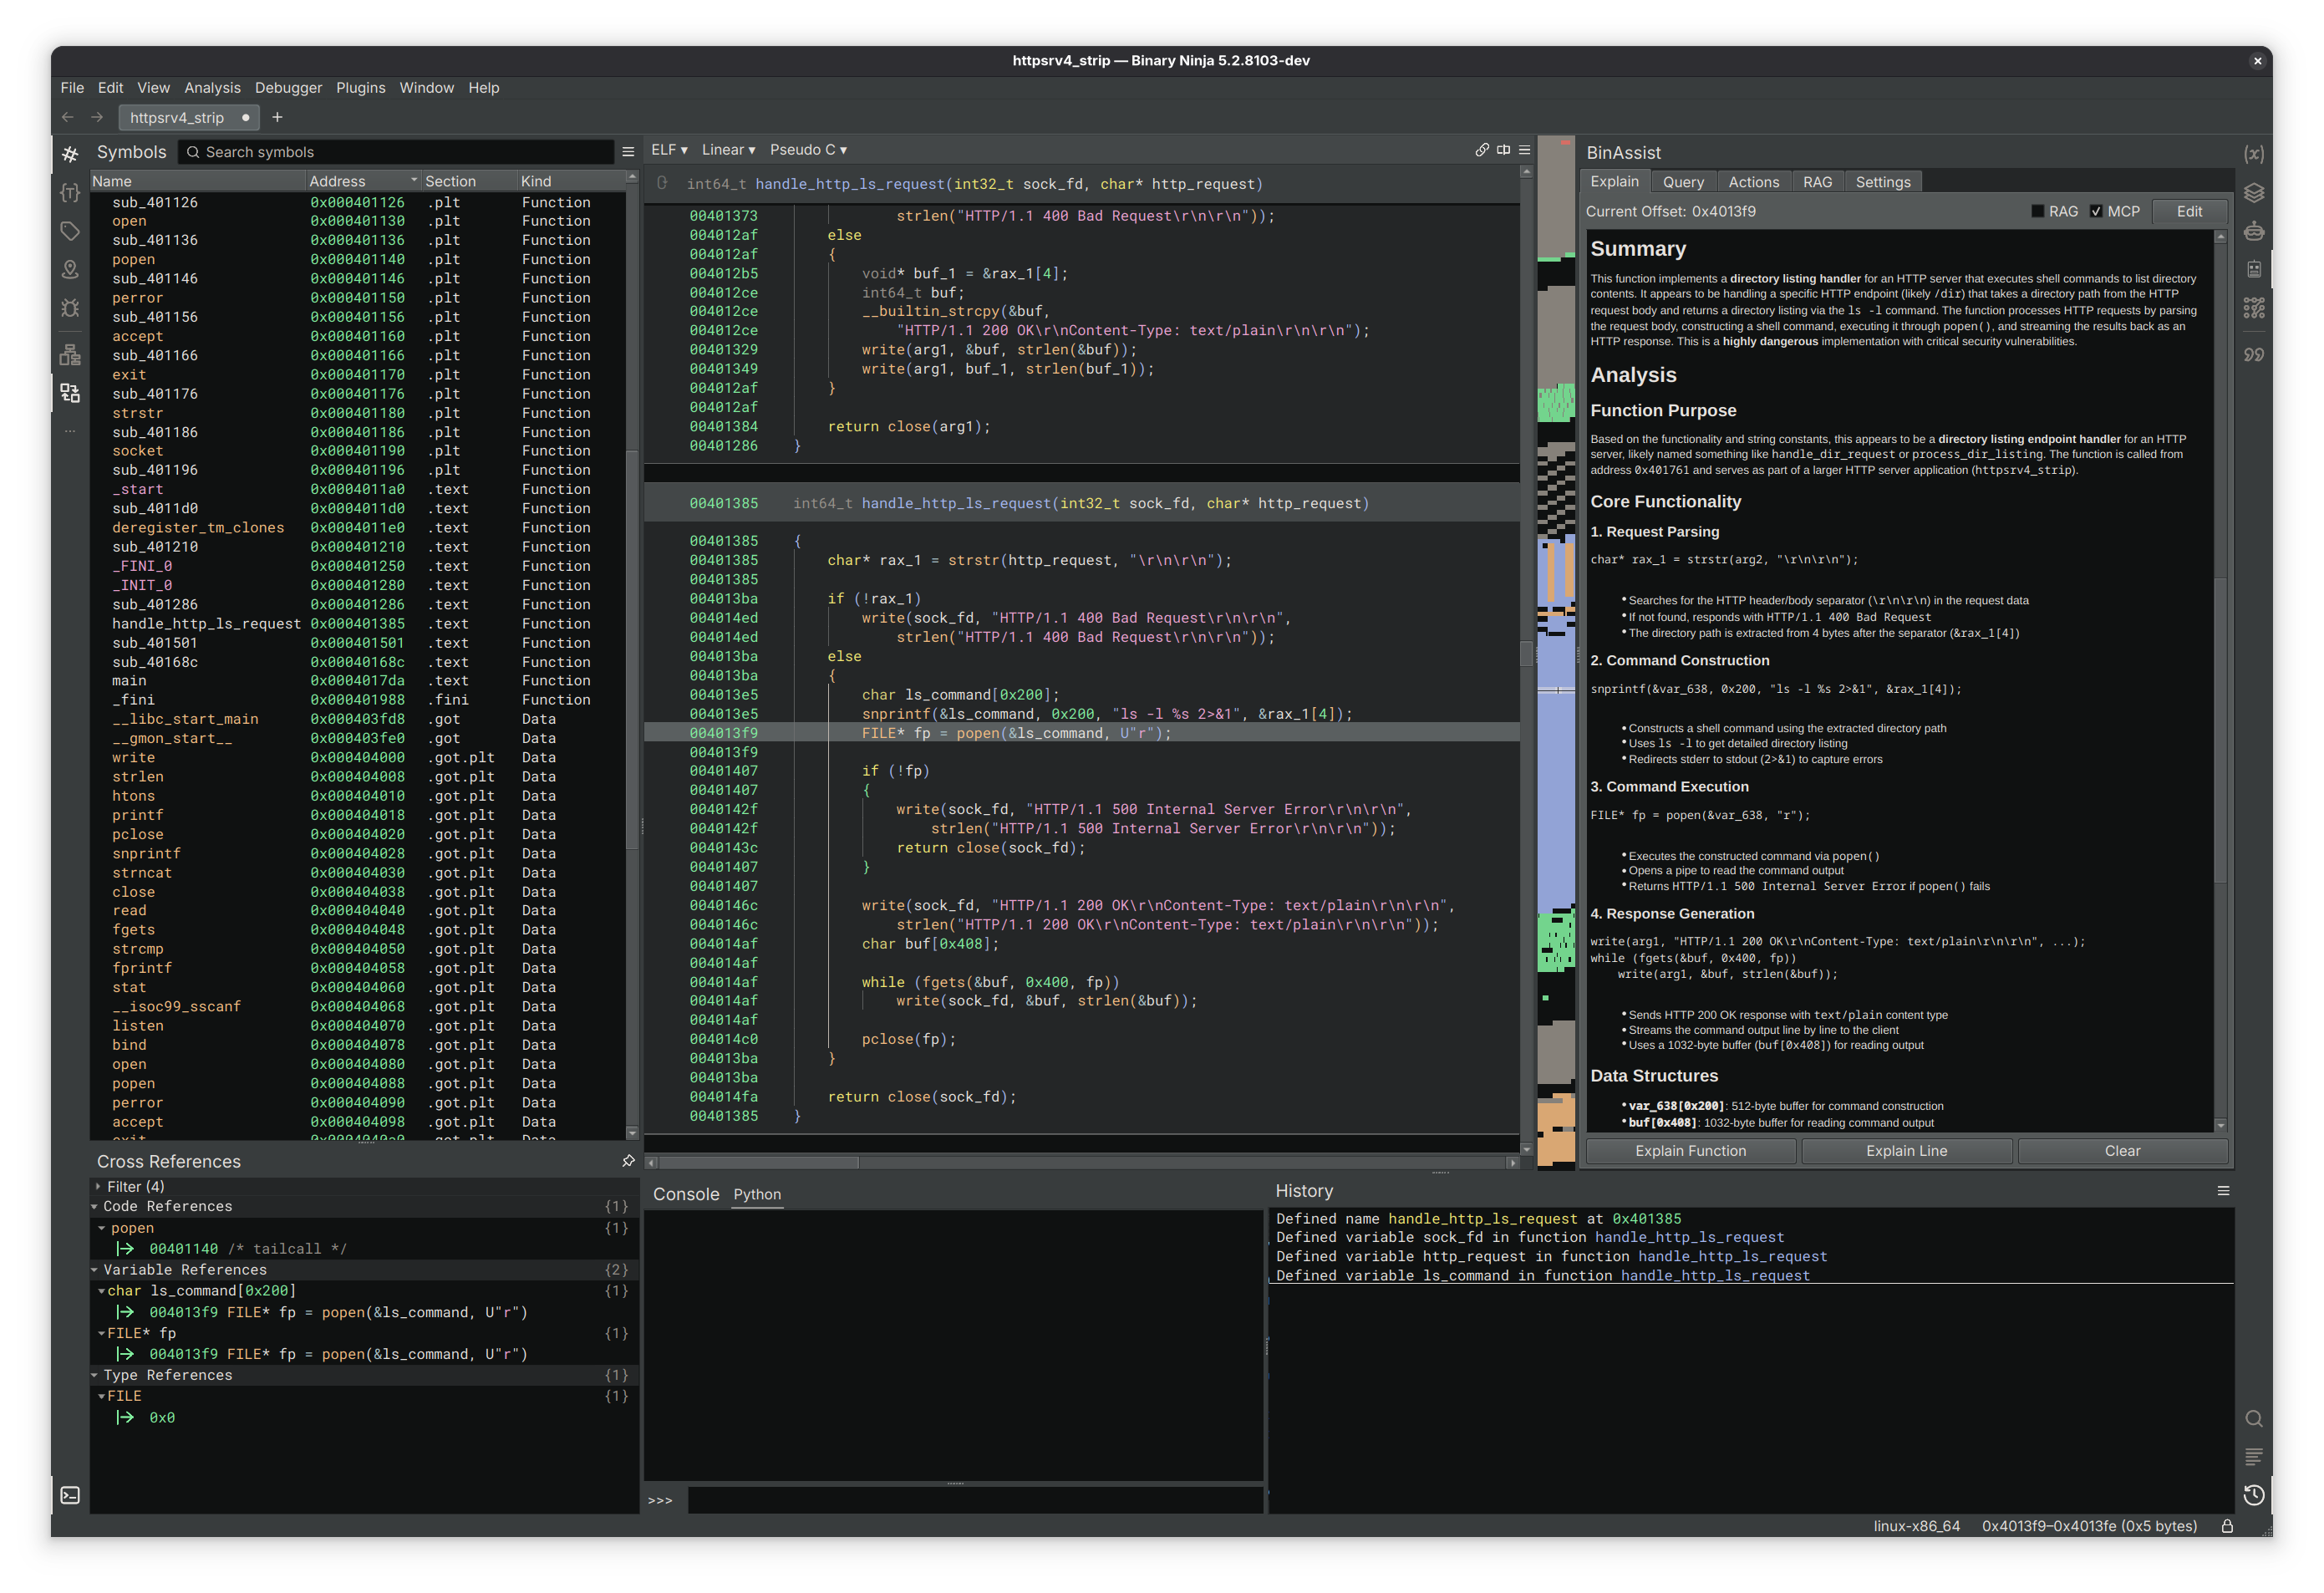 httpsrv4_strip — Binary Ninja 5.2.8103-dev
File Edit View Analysis Debugger Plugins Window Help
httpsrv4_strip
Symbols
Search symbols
Name Address Section Kind
sub_401126 0x000401126 .plt Function
open 0x000401130 .plt Function
sub_401136 0x000401136 .plt Function
popen 0x000401140 .plt Function
sub_401146 0x000401146 .plt Function
perror 0x000401150 .plt Function
sub_401156 0x000401156 .plt Function
accept 0x000401160 .plt Function
sub_401166 0x000401166 .plt Function
exit 0x000401170 .plt Function
sub_401176 0x000401176 .plt Function
strstr 0x000401180 .plt Function
sub_401186 0x000401186 .plt Function
socket 0x000401190 .plt Function
sub_401196 0x000401196 .plt Function
_start 0x0004011a0 .text Function
sub_4011d0 0x0004011d0 .text Function
deregister_tm_clones 0x0004011e0 .text Function
sub_401210 0x000401210 .text Function
_FINI_0 0x000401250 .text Function
_INIT_0 0x000401280 .text Function
sub_401286 0x000401286 .text Function
handle_http_ls_request 0x000401385 .text Function
sub_401501 0x000401501 .text Function
sub_40168c 0x00040168c .text Function
main 0x0004017da .text Function
_fini 0x000401988 .fini Function
__libc_start_main 0x000403fd8 .got Data
__gmon_start__ 0x000403fe0 .got Data
write 0x000404000 .got.plt Data
strlen 0x000404008 .got.plt Data
htons 0x000404010 .got.plt Data
printf 0x000404018 .got.plt Data
pclose 0x000404020 .got.plt Data
snprintf 0x000404028 .got.plt Data
strncat 0x000404030 .got.plt Data
close 0x000404038 .got.plt Data
read 0x000404040 .got.plt Data
fgets 0x000404048 .got.plt Data
strcmp 0x000404050 .got.plt Data
fprintf 0x000404058 .got.plt Data
stat 0x000404060 .got.plt Data
__isoc99_sscanf 0x000404068 .got.plt Data
listen 0x000404070 .got.plt Data
bind 0x000404078 .got.plt Data
open 0x000404080 .got.plt Data
popen 0x000404088 .got.plt Data
perror 0x000404090 .got.plt Data
accept 0x000404098 .got.plt Data
Cross References
Filter (4)
Code References {1}
popen {1}
00401140 /* tailcall */
Variable References {2}
char ls_command[0x200] {1}
004013f9 FILE* fp = popen(&ls_command, U"r")
FILE* fp {1}
004013f9 FILE* fp = popen(&ls_command, U"r")
Type References {1}
FILE {1}
0x0
ELF ▾ Linear ▾ Pseudo C ▾
int64_t handle_http_ls_request(int32_t sock_fd, char* http_request)
00401373 strlen("HTTP/1.1 400 Bad Request\r\n\r\n"));
004012af else
004012af {
004012b5 void* buf_1 = &rax_1[4];
004012ce int64_t buf;
004012ce __builtin_strcpy(&buf,
004012ce "HTTP/1.1 200 OK\r\nContent-Type: text/plain\r\n\r\n");
00401329 write(arg1, &buf, strlen(&buf));
00401349 write(arg1, buf_1, strlen(buf_1));
004012af }
004012af
00401384 return close(arg1);
00401286 }
00401385 int64_t handle_http_ls_request(int32_t sock_fd, char* http_request)
00401385 {
00401385 char* rax_1 = strstr(http_request, "\r\n\r\n");
00401385
004013ba if (!rax_1)
004014ed write(sock_fd, "HTTP/1.1 400 Bad Request\r\n\r\n",
004014ed strlen("HTTP/1.1 400 Bad Request\r\n\r\n"));
004013ba else
004013ba {
004013e5 char ls_command[0x200];
004013e5 snprintf(&ls_command, 0x200, "ls -l %s 2>&1", &rax_1[4]);
004013f9 FILE* fp = popen(&ls_command, U"r");
004013f9
00401407 if (!fp)
00401407 {
0040142f write(sock_fd, "HTTP/1.1 500 Internal Server Error\r\n\r\n",
0040142f strlen("HTTP/1.1 500 Internal Server Error\r\n\r\n"));
0040143c return close(sock_fd);
00401407 }
00401407
0040146c write(sock_fd, "HTTP/1.1 200 OK\r\nContent-Type: text/plain\r\n\r\n",
0040146c strlen("HTTP/1.1 200 OK\r\nContent-Type: text/plain\r\n\r\n"));
004014af char buf[0x408];
004014af
004014af while (fgets(&buf, 0x400, fp))
004014af write(sock_fd, &buf, strlen(&buf));
004014af
004014c0 pclose(fp);
004013ba }
004013ba
004014fa return close(sock_fd);
00401385 }
Console Python
>>>
BinAssist
Explain Query Actions RAG Settings
Current Offset: 0x4013f9 RAG MCP Edit
Summary
This function implements a directory listing handler for an HTTP server that executes shell commands to list directory
contents. It appears to be handling a specific HTTP endpoint (likely /dir) that takes a directory path from the HTTP
request body and returns a directory listing via the ls -l command. The function processes HTTP requests by parsing
the request body, constructing a shell command, executing it through popen(), and streaming the results back as an
HTTP response. This is a highly dangerous implementation with critical security vulnerabilities.
Analysis
Function Purpose
Based on the functionality and string constants, this appears to be a directory listing endpoint handler for an HTTP
server, likely named something like handle_dir_request or process_dir_listing. The function is called from
address 0x401761 and serves as part of a larger HTTP server application (httpsrv4_strip).
Core Functionality
1. Request Parsing
char* rax_1 = strstr(arg2, "\r\n\r\n");
• Searches for the HTTP header/body separator (\r\n\r\n) in the request data
• If not found, responds with HTTP/1.1 400 Bad Request
• The directory path is extracted from 4 bytes after the separator (&rax_1[4])
2. Command Construction
snprintf(&var_638, 0x200, "ls -l %s 2>&1", &rax_1[4]);
• Constructs a shell command using the extracted directory path
• Uses ls -l to get detailed directory listing
• Redirects stderr to stdout (2>&1) to capture errors
3. Command Execution
FILE* fp = popen(&var_638, "r");
• Executes the constructed command via popen()
• Opens a pipe to read the command output
• Returns HTTP/1.1 500 Internal Server Error if popen() fails
4. Response Generation
write(arg1, "HTTP/1.1 200 OK\r\nContent-Type: text/plain\r\n\r\n", ...);
while (fgets(&buf, 0x400, fp))
write(arg1, &buf, strlen(&buf));
• Sends HTTP 200 OK response with text/plain content type
• Streams the command output line by line to the client
• Uses a 1032-byte buffer (buf[0x408]) for reading output
Data Structures
• var_638[0x200]: 512-byte buffer for command construction
• buf[0x408]: 1032-byte buffer for reading command output
Explain Function Explain Line Clear
History
Defined name handle_http_ls_request at 0x401385
Defined variable sock_fd in function handle_http_ls_request
Defined variable http_request in function handle_http_ls_request
Defined variable ls_command in function handle_http_ls_request
linux-x86_64 0x4013f9–0x4013fe (0x5 bytes)